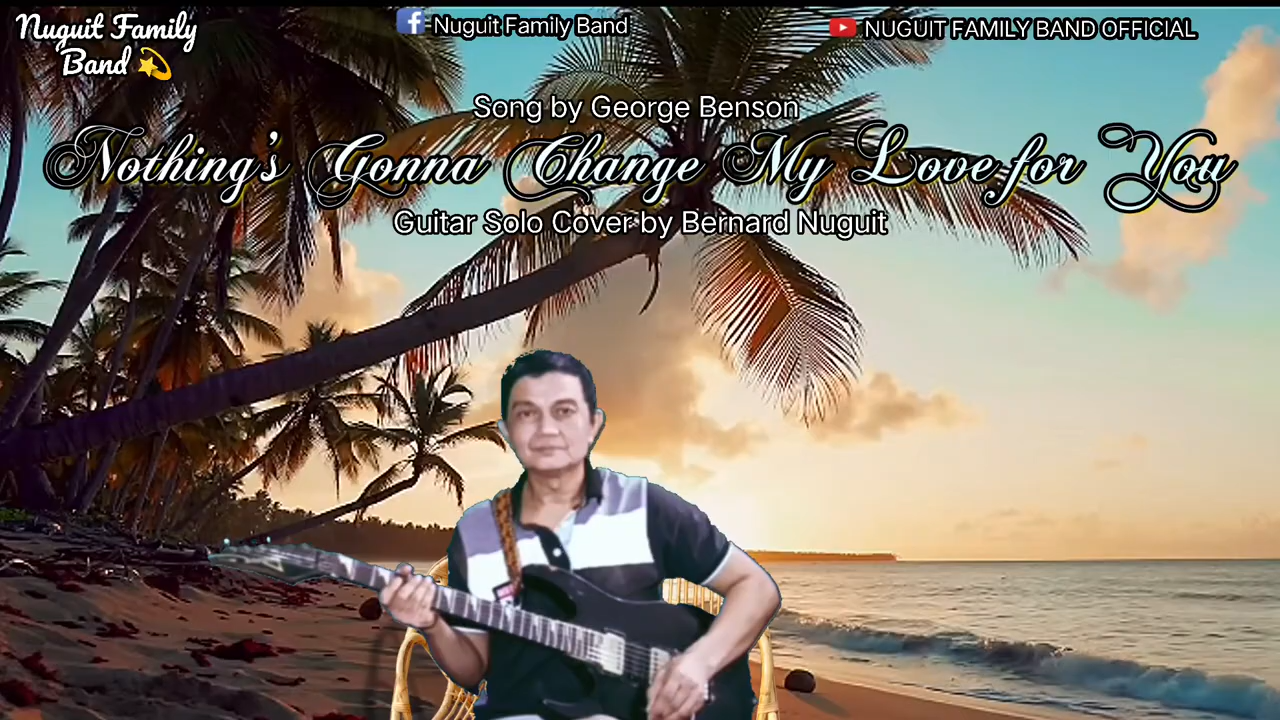 Nuguit Family
Band 💫
Nuguit Family Band
NUGUIT FAMILY BAND OFFICIAL
Song by George Benson
Nothing's Gonna Change My Love for You
Guitar Solo Cover by Bernard Nuguit